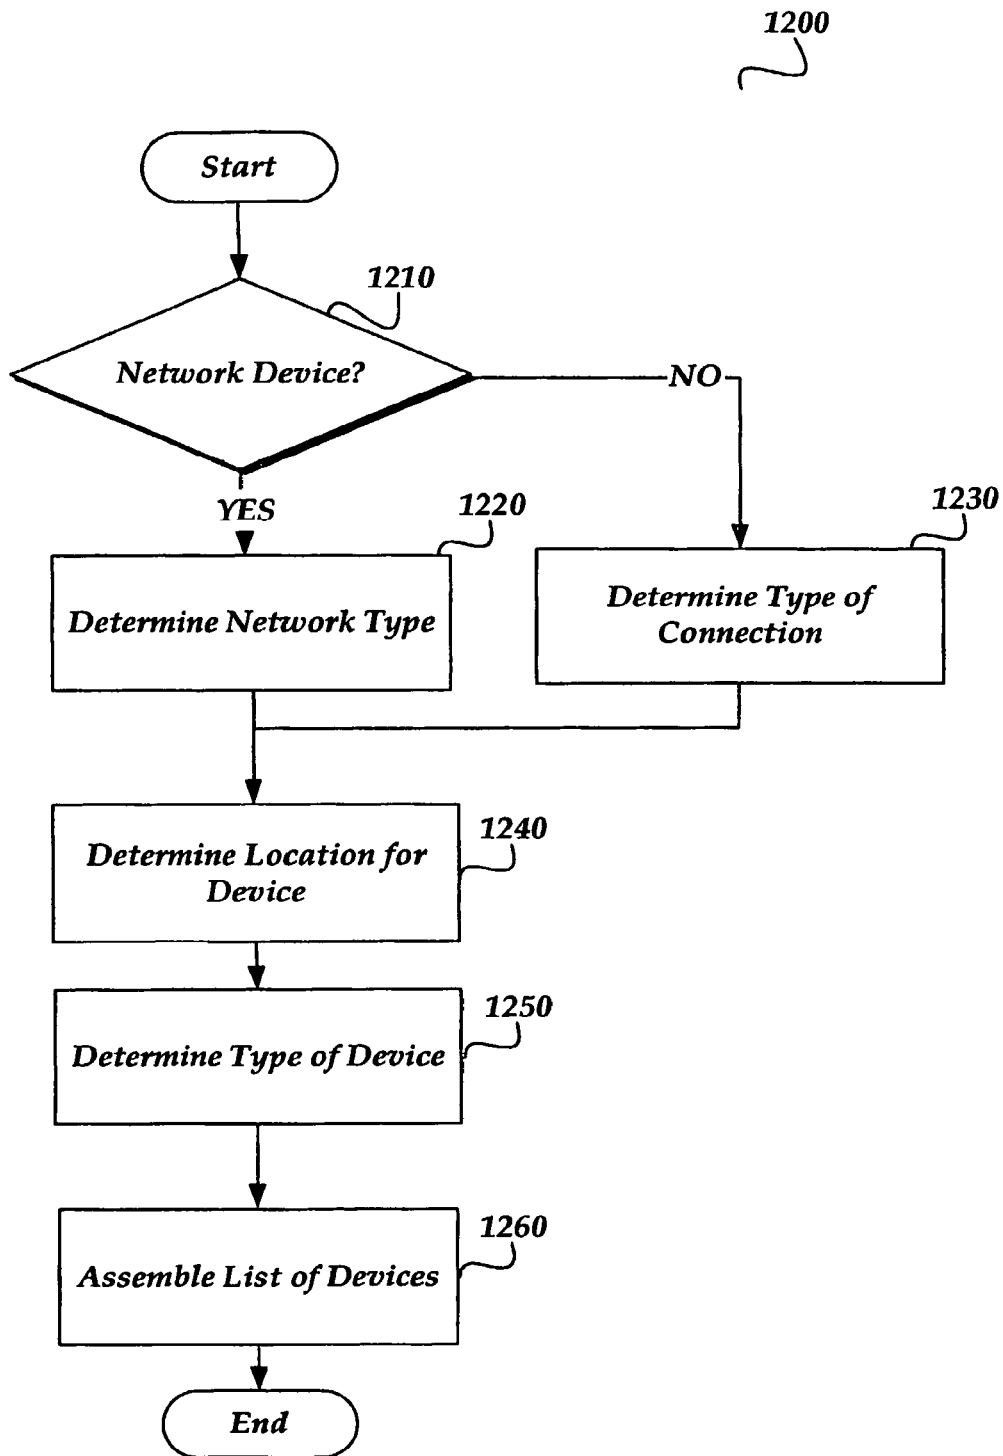 1200
Start
1210
Network Device?
NO
YES
1220
1230
Determine Network Type
Determine Type of
Connection
1240
Determine Location for
Device
1250
Determine Type of Device
1260
Assemble List of Devices
End